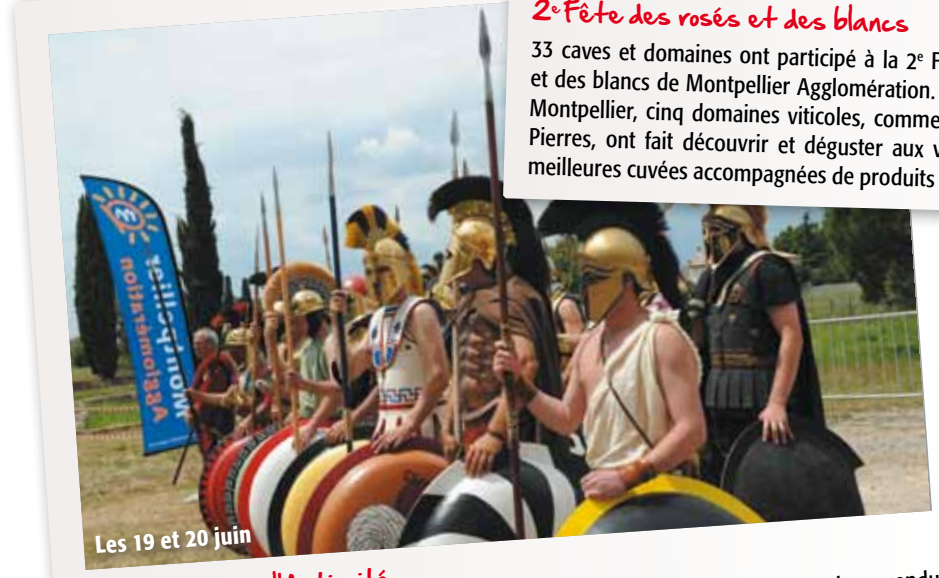 2e Fête des rosés et des blancs
33 caves et domaines ont participé à la 2e
et des blancs de Montpellier Agglomération.
Montpellier, cinq domaines viticoles, comme
Pierres, ont fait découvrir et déguster aux
meilleures cuvées accompagnées de produits
Montpellier
Agglomération
Les 19 et 20 juin
d'Antiquité